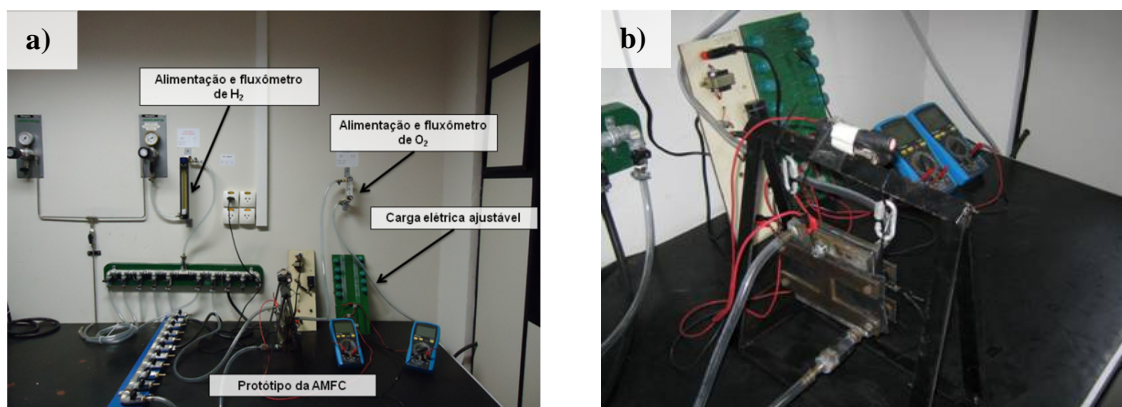 a)
Alimentação e fluxômetro
de H₂
Alimentação e fluxômetro
de O₂
Carga elétrica ajustável
Protótipo da AMFC
b)